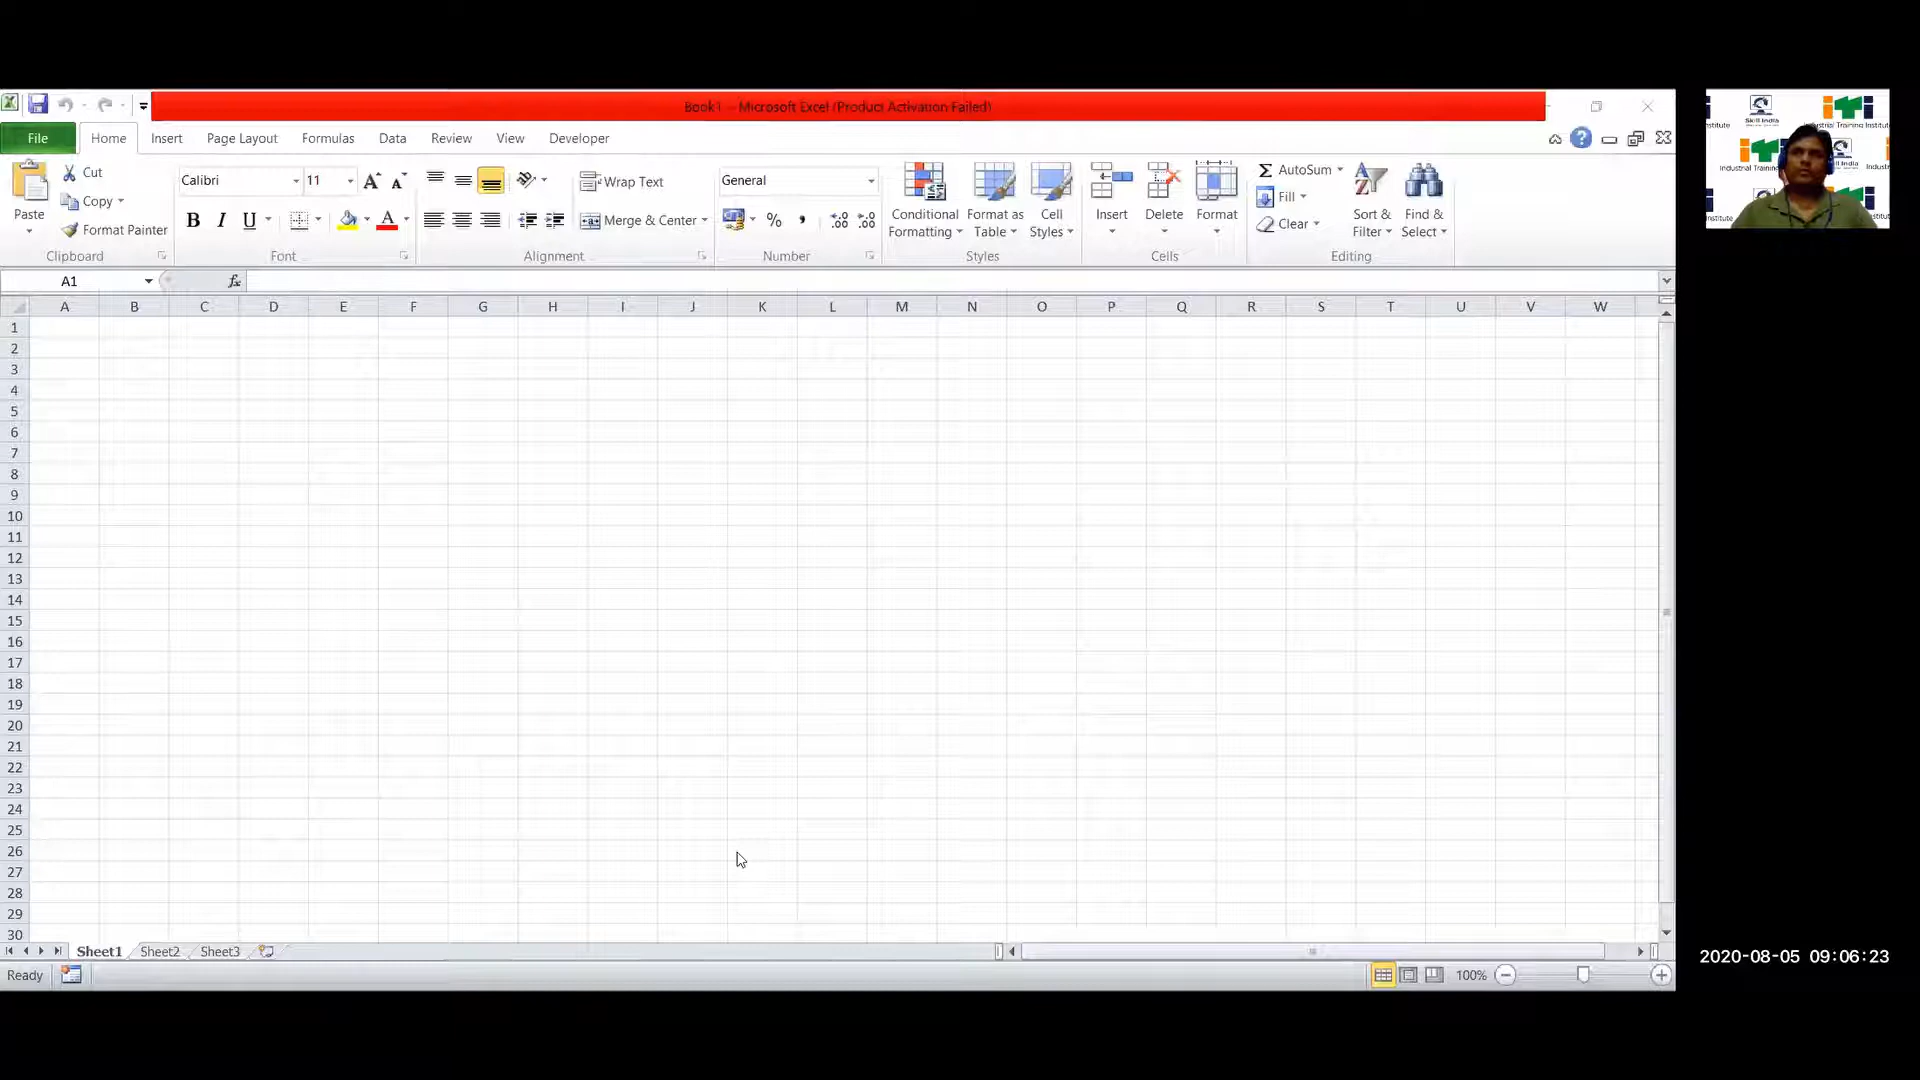 Book1 - Microsoft Excel (Product Activation Failed)
File Home Insert Page Layout Formulas Data Review View Developer
Paste
Cut
Copy
Format Painter
Clipboard
Calibri 11
B I U A
Font
Wrap Text
Merge & Center
Alignment
General
%
Number
Conditional Formatting
Format as Table
Cell Styles
Styles
Insert
Delete
Format
Cells
Σ AutoSum
Fill
Clear
Sort & Filter
Find & Select
Editing
A1 fx
A B C D E F G H I J K L M N O P Q R S T U V W
1
2
3
4
5
6
7
8
9
10
11
12
13
14
15
16
17
18
19
20
21
22
23
24
25
26
27
28
29
30
Sheet1 Sheet2 Sheet3
Ready
100%
Skill India
Industrial Training Institute
2020-08-05 09:06:23